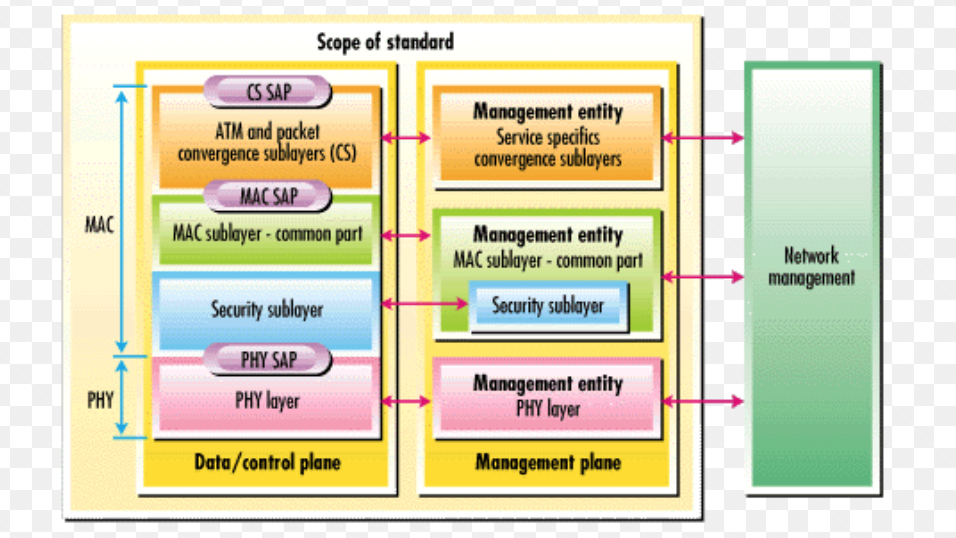 Scope of standard
CS SAP
ATM and packet
convergence sublayers (CS)
MAC SAP
MAC sublayer - common part
Security sublayer
PHY SAP
PHY layer
Data/control plane
MAC
PHY
Management entity
Service specifics
convergence sublayers
Management entity
MAC sublayer - common part
Security sublayer
Management entity
PHY layer
Management plane
Network
management